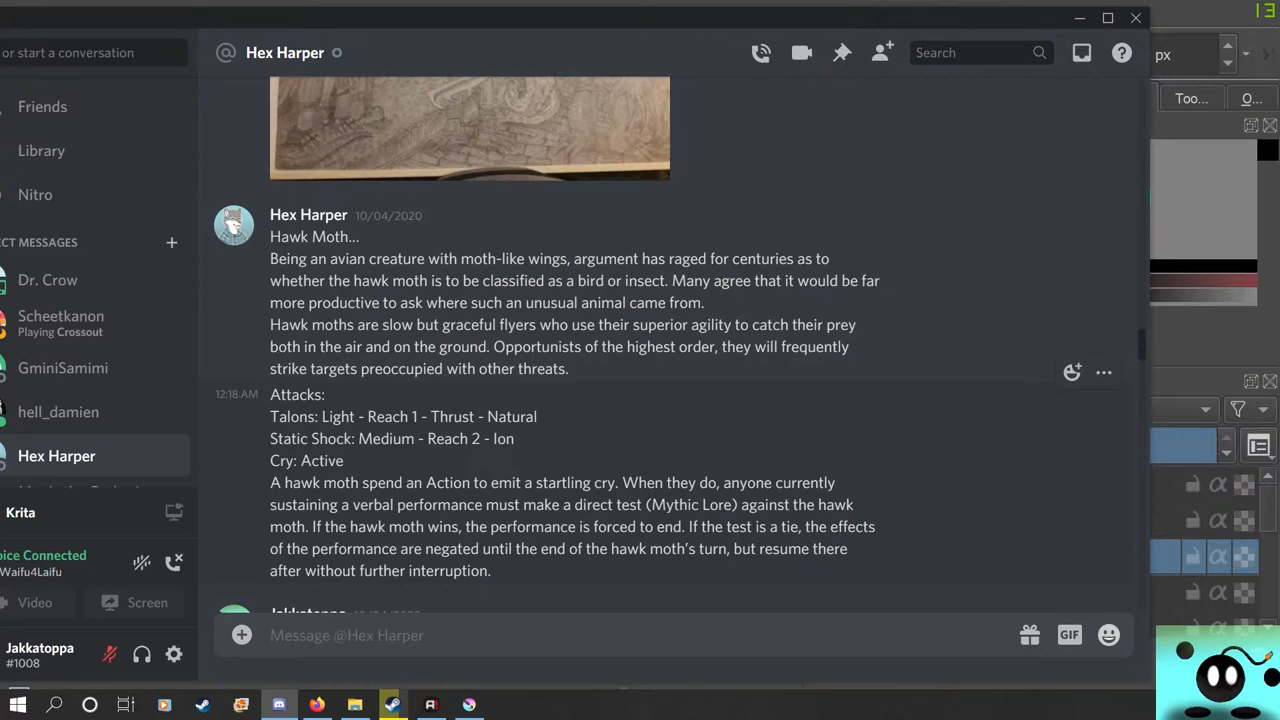 13
or start a conversation
Hex Harper
Search
px
Friends
Too...
O...
Library
Nitro
Hex Harper 10/04/2020
Hawk Moth...
ECT MESSAGES
Being an avian creature with moth-like wings, argument has raged for centuries as to
whether the hawk moth is to be classified as a bird or insect. Many agree that it would be far
more productive to ask where such an unusual animal came from.
Dr. Crow
Scheetkanon
Playing Crossout
Hawk moths are slow but graceful flyers who use their superior agility to catch their prey
both in the air and on the ground. Opportunists of the highest order, they will frequently
strike targets preoccupied with other threats.
GminiSamimi
12:18 AM
Attacks:
hell_damien
Talons: Light - Reach 1 - Thrust - Natural
Static Shock: Medium - Reach 2 - Ion
Hex Harper
Cry: Active
A hawk moth spend an Action to emit a startling cry. When they do, anyone currently
sustaining a verbal performance must make a direct test (Mythic Lore) against the hawk
moth. If the hawk moth wins, the performance is forced to end. If the test is a tie, the effects
of the performance are negated until the end of the hawk moth's turn, but resume there
after without further interruption.
Krita
oice Connected
Waifu4Laifu
Video
Screen
Jakkatoppa
Message @Hex Harper
GIF
Jakkatoppa
#1008